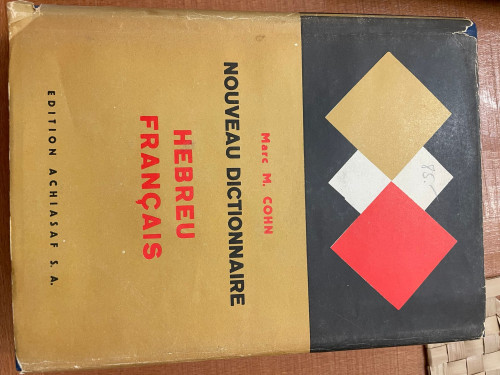 85.-
Marc M. COHN
NOUVEAU DICTIONNAIRE
HEBREU
FRANÇAIS
EDITION ACHIASAF S. A.